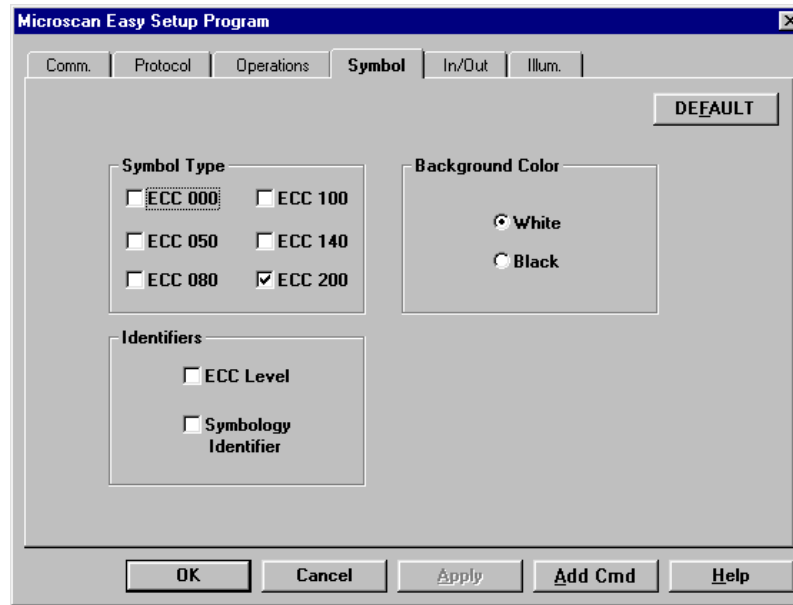 Microscan Easy Setup Program
Comm. Protocol Operations Symbol In/Out Illum.
DEFAULT
Symbol Type
ECC 000 ECC 100
ECC 050 ECC 140
ECC 080 ECC 200
Background Color
White
Black
Identifiers
ECC Level
Symbology
Identifier
OK Cancel Apply Add Cmd Help